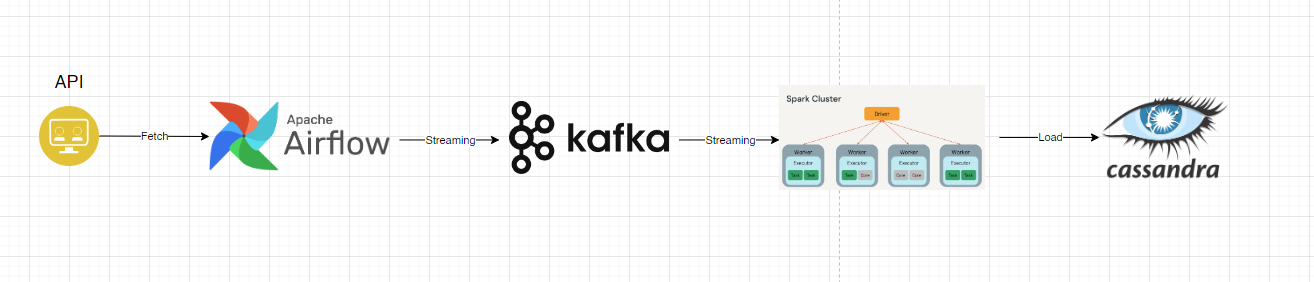 API
Fetch
Apache
Airflow
Streaming
kafka
Streaming
Spark Cluster
Driver
Worker
Executor
Task
Task
Worker
Executor
Task
Core
Worker
Executor
Core
Core
Worker
Executor
Task
Task
Load
cassandra